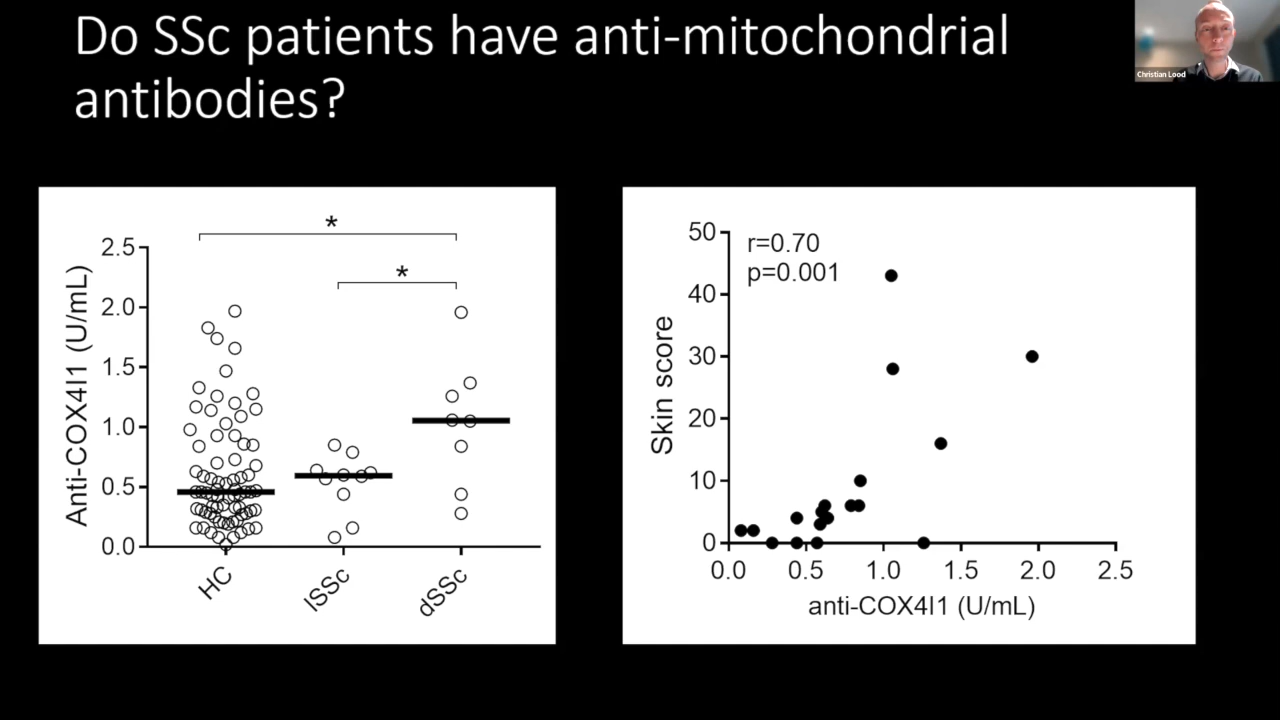 Do SSc patients have anti-mitochondrial
antibodies?
Christian Lood
*
*
2.5
2.0
1.5
1.0
0.5
0.0
Anti-COX4I1 (U/mL)
HC
lSSc
dSSc
r=0.70
p=0.001
50
40
30
20
10
0
Skin score
0.0 0.5 1.0 1.5 2.0 2.5
anti-COX4I1 (U/mL)